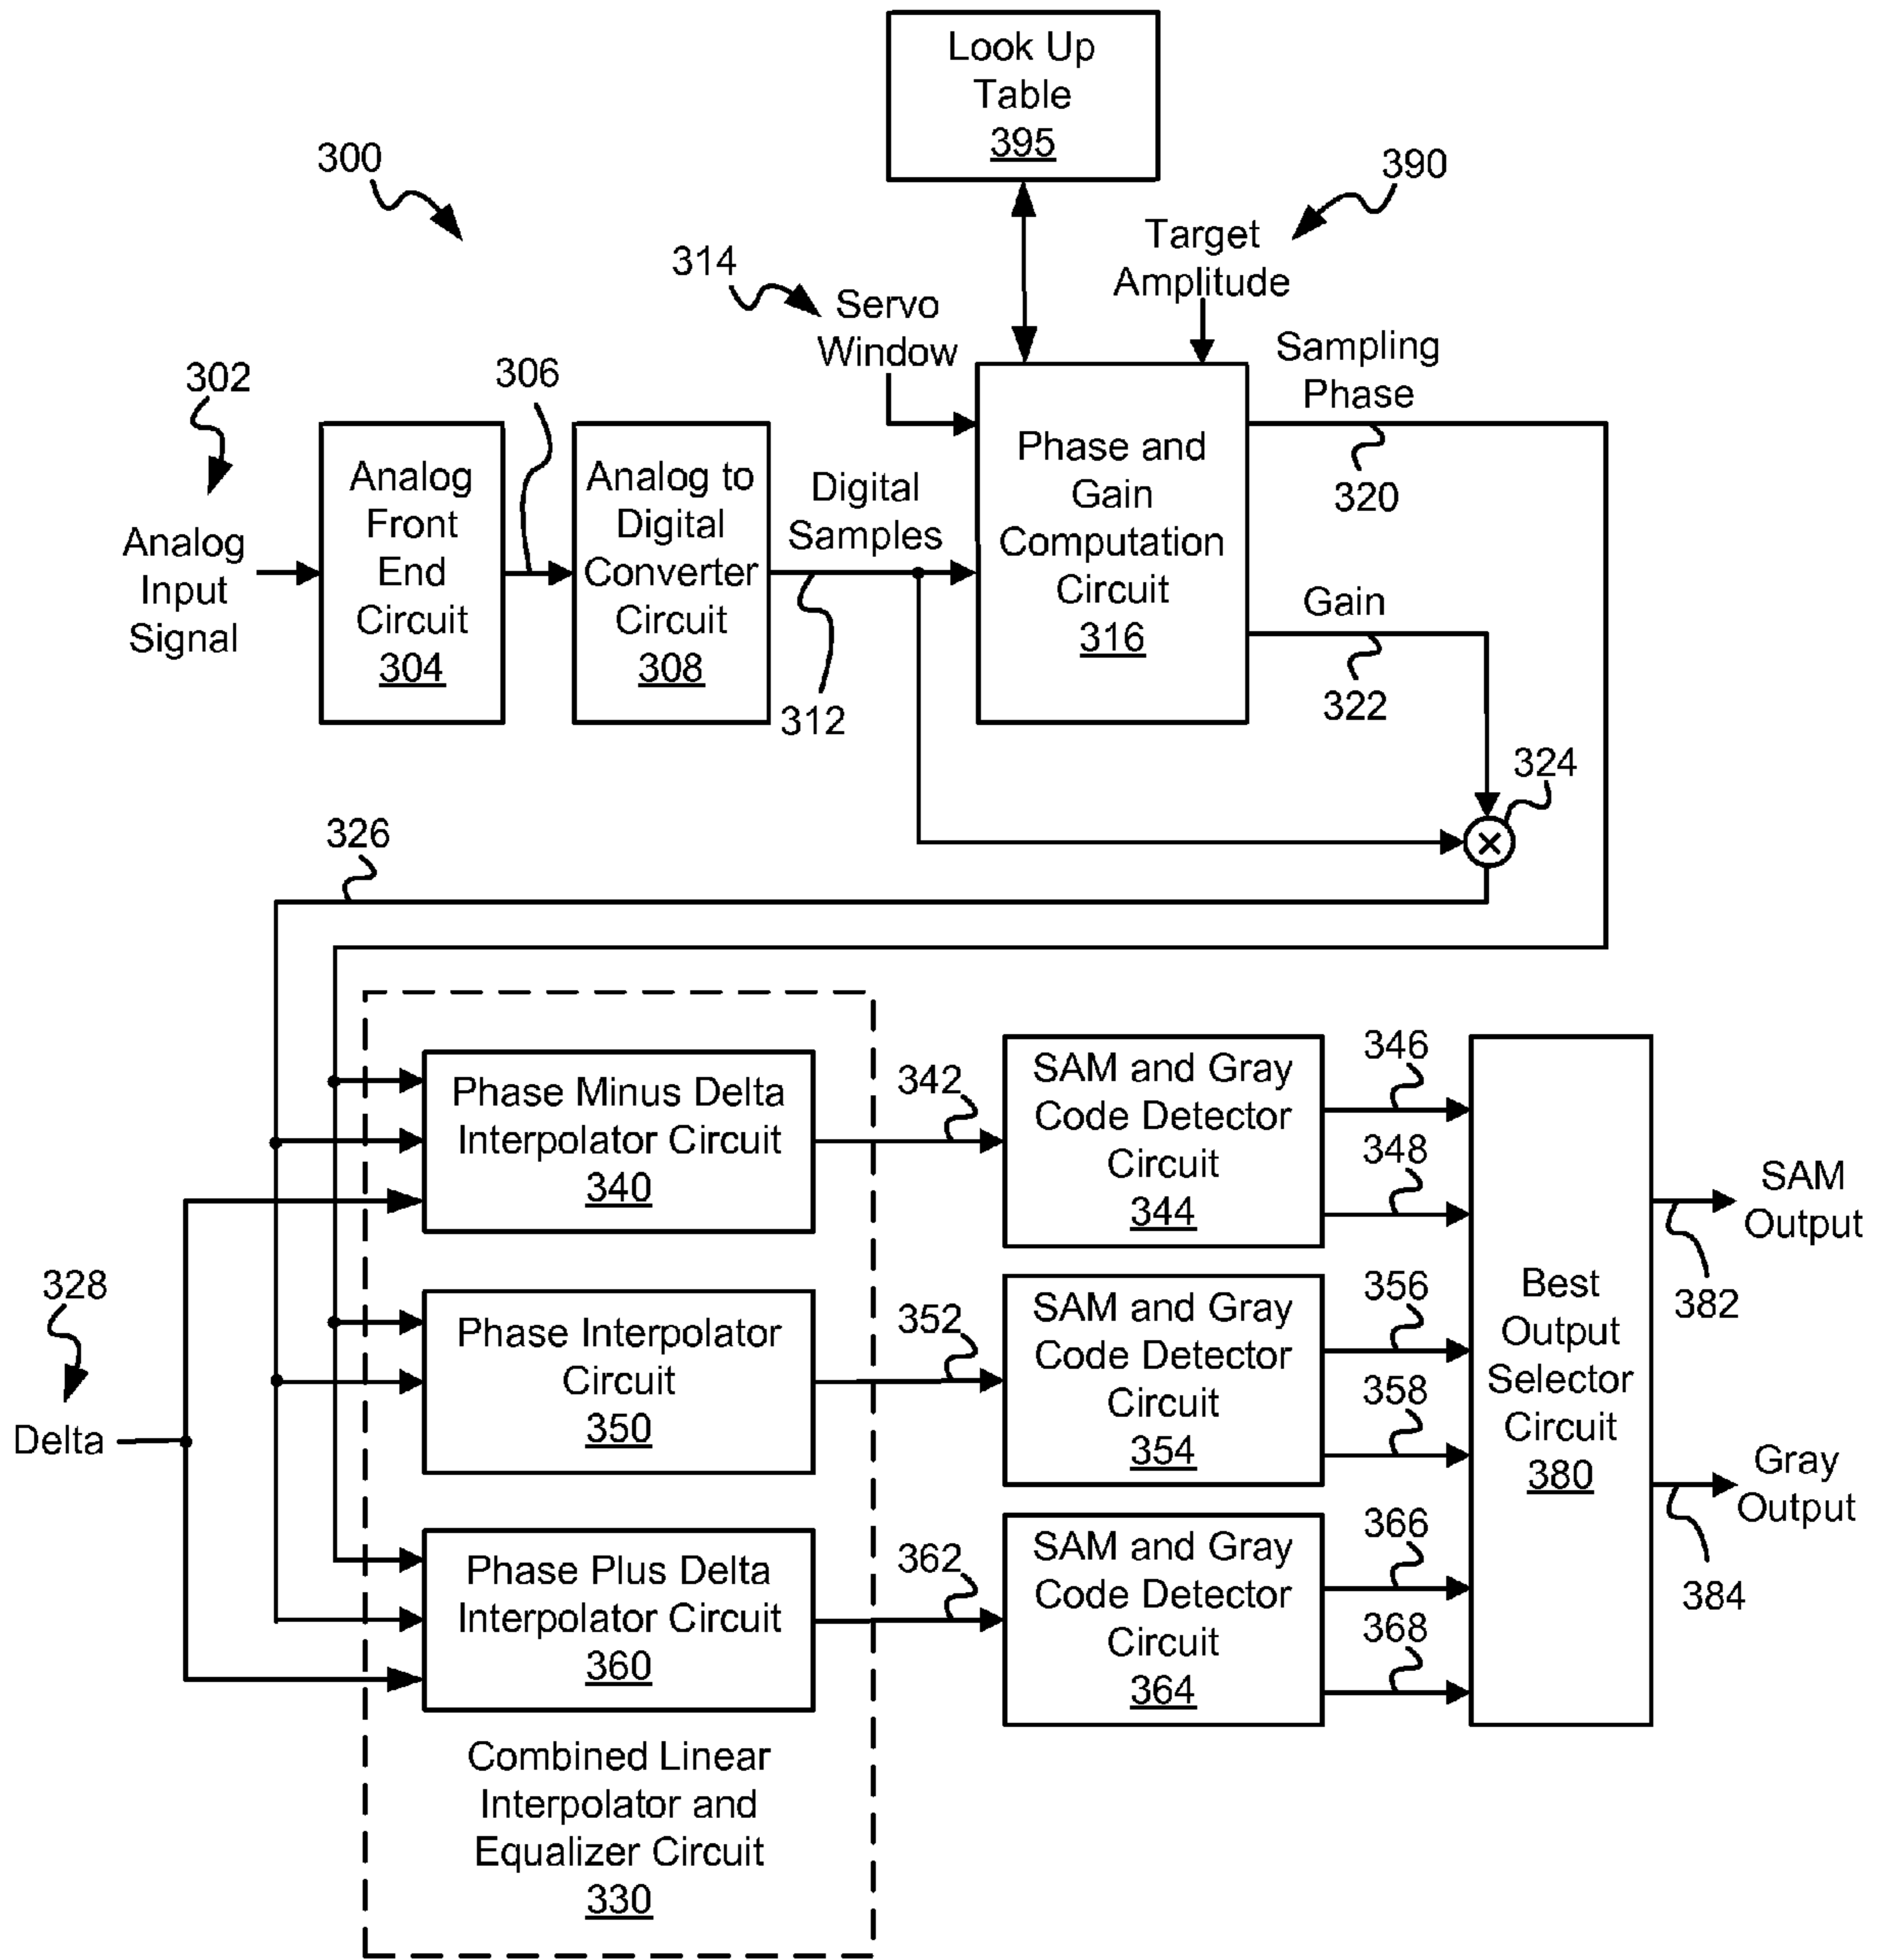 Look Up
Table
395
300
390
Target
Amplitude
314
Servo
Window
Sampling
Phase
302
306
320
Analog
Input
Signal
Analog
Front
End
Circuit
304
Analog to
Digital
Converter
Circuit
308
Digital
Samples
312
Phase and
Gain
Computation
Circuit
316
Gain
322
324
326
328
Delta
Phase Minus Delta
Interpolator Circuit
340
342
SAM and Gray
Code Detector
Circuit
344
346
348
Phase Interpolator
Circuit
350
352
SAM and Gray
Code Detector
Circuit
354
356
358
Phase Plus Delta
Interpolator Circuit
360
362
SAM and Gray
Code Detector
Circuit
364
366
368
Best
Output
Selector
Circuit
380
SAM
Output
382
Gray
Output
384
Combined Linear
Interpolator and
Equalizer Circuit
330